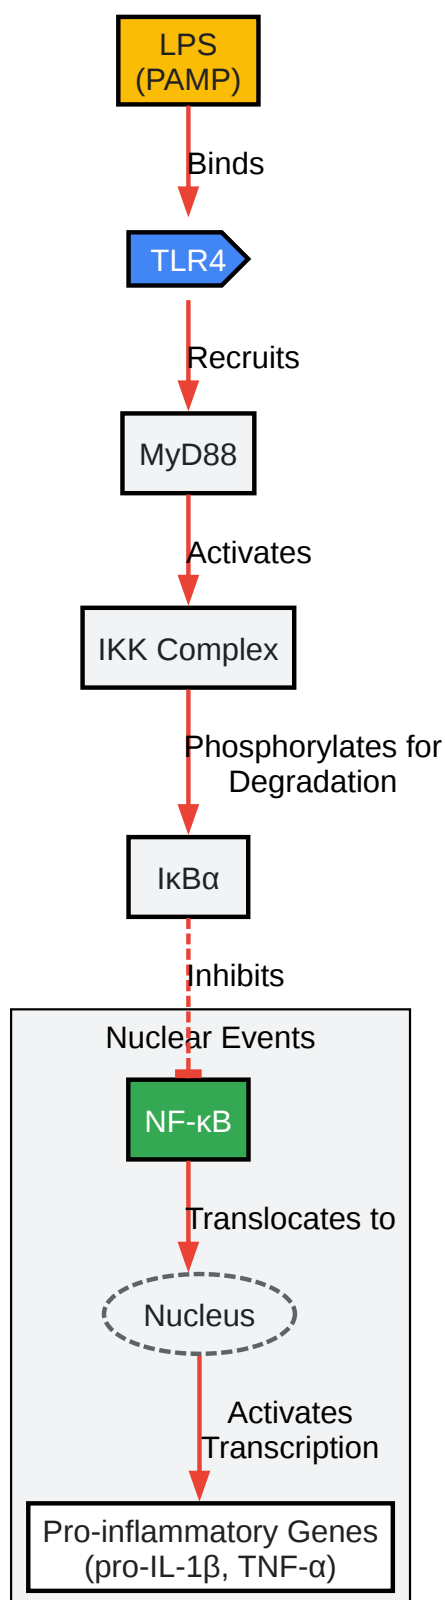 LPS
(PAMP)
Binds
TLR4
Recruits
MyD88
Activates
IKK Complex
Phosphorylates for
Degradation
IκBα
Inhibits
Nuclear Events
NF-κB
Translocates to
Nucleus
Activates
Transcription
Pro-inflammatory Genes
(pro-IL-1β, TNF-α)